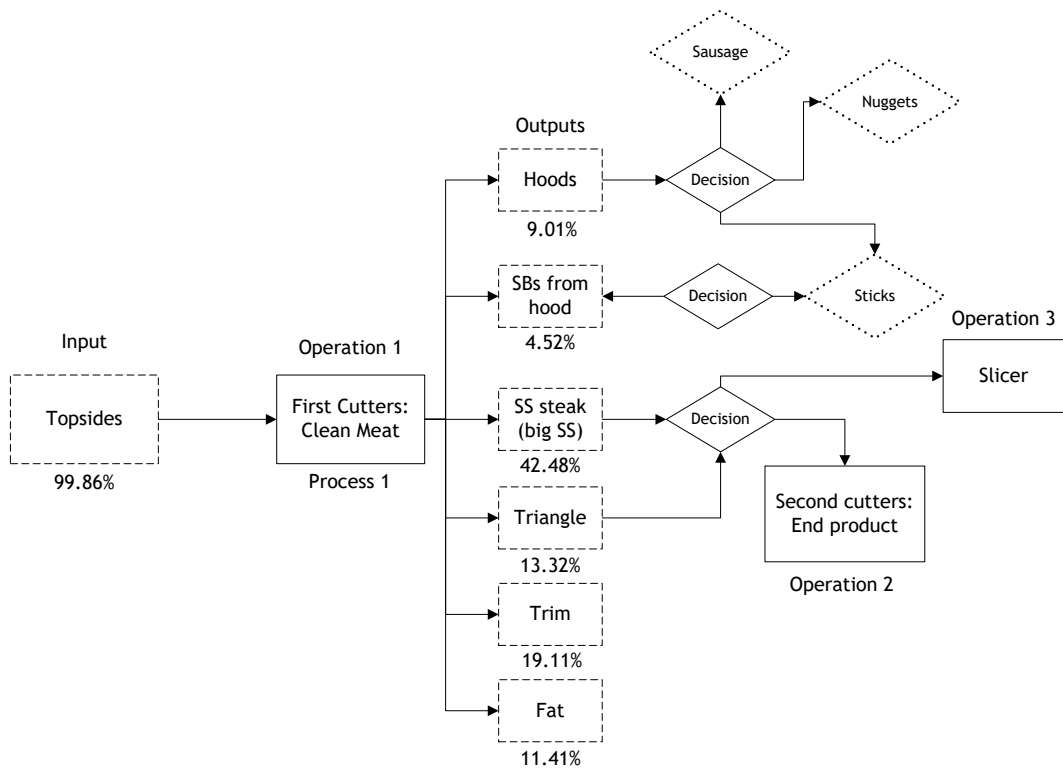 Sausage
Nuggets
Outputs
Hoods
Decision
9.01%
SBs from
hood
Decision
Sticks
4.52%
Operation 3
Input
Operation 1
Slicer
Topsides
First Cutters:
Clean Meat
SS steak
(big SS)
Decision
99.86%
Process 1
42.48%
Second cutters:
End product
Triangle
13.32%
Operation 2
Trim
19.11%
Fat
11.41%